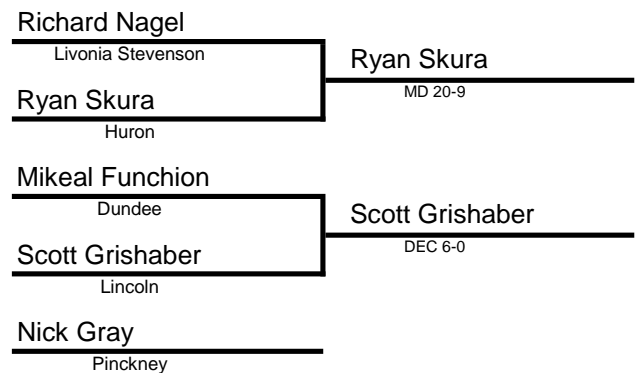 Richard Nagel
Livonia Stevenson
Ryan Skura
MD 20-9
Ryan Skura
Huron
Mikeal Funchion
Dundee
Scott Grishaber
DEC 6-0
Scott Grishaber
Lincoln
Nick Gray
Pinckney